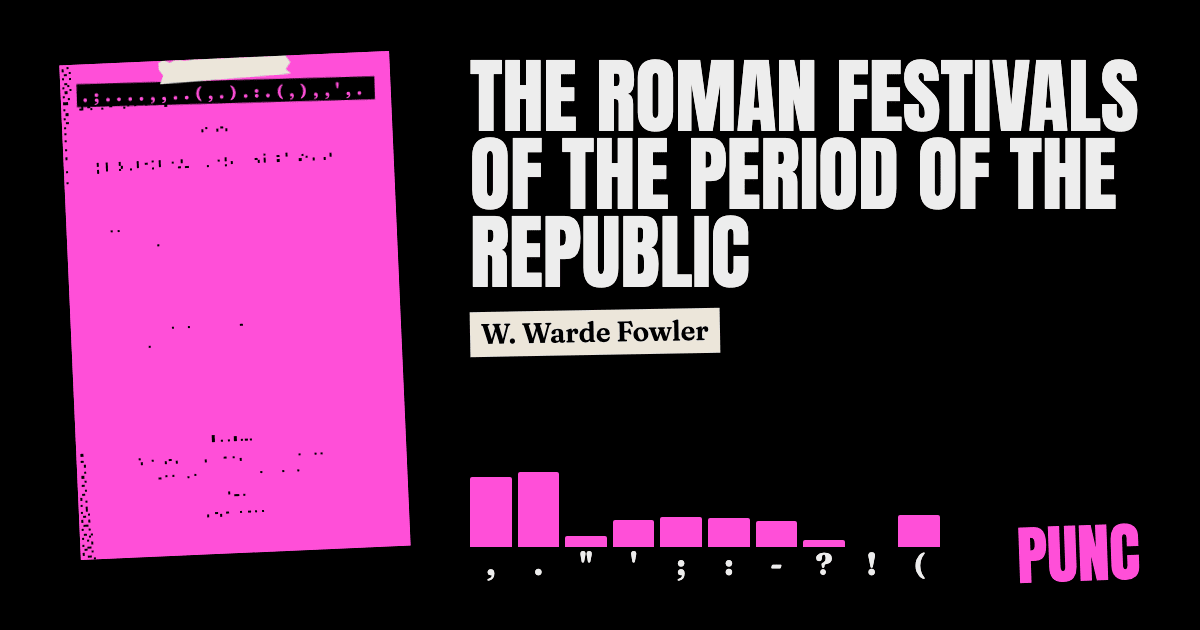 .;....,,..(,.).:.(,),,',.
THE ROMAN FESTIVALS
OF THE PERIOD OF THE
REPUBLIC
W. Warde Fowler
, . " ' ; : - ? ! (
PUNC